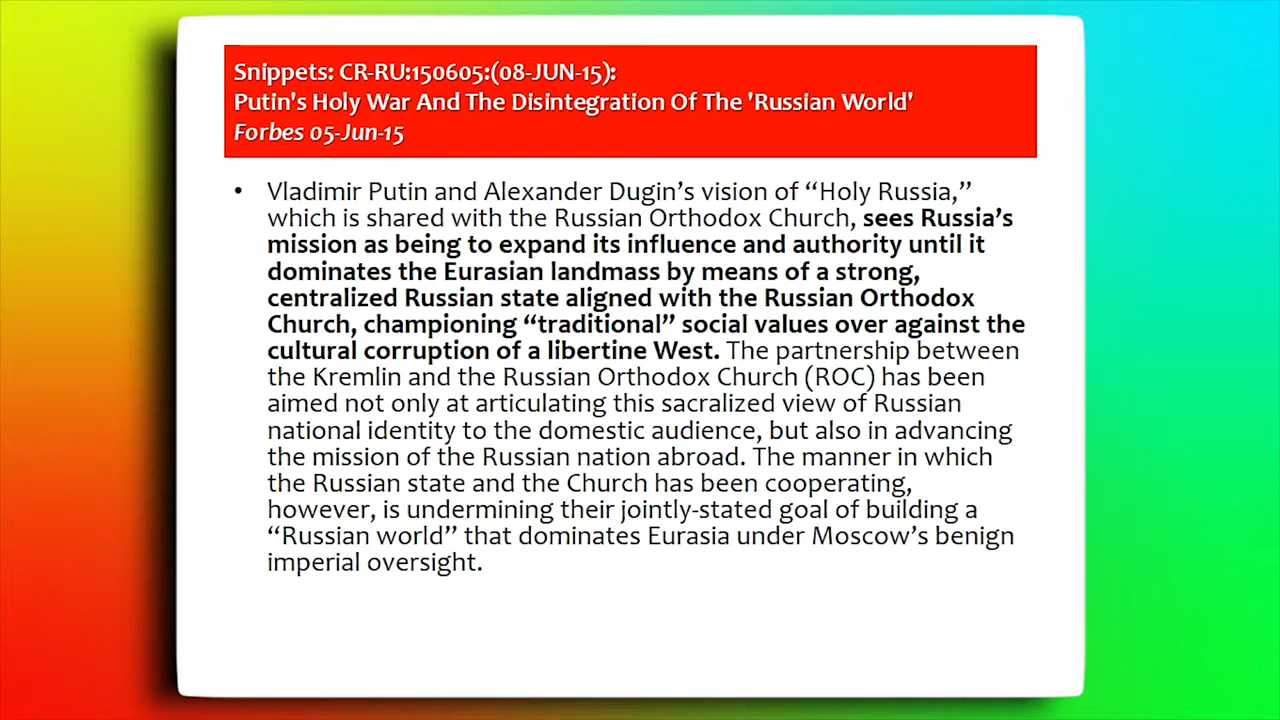 Snippets: CR-RU:150605:(08-JUN-15):
Putin's Holy War And The Disintegration Of The 'Russian World'
Forbes 05-Jun-15
• Vladimir Putin and Alexander Dugin’s vision of “Holy Russia,”
which is shared with the Russian Orthodox Church, sees Russia’s
mission as being to expand its influence and authority until it
dominates the Eurasian landmass by means of a strong,
centralized Russian state aligned with the Russian Orthodox
Church, championing “traditional” social values over against the
cultural corruption of a libertine West. The partnership between
the Kremlin and the Russian Orthodox Church (ROC) has been
aimed not only at articulating this sacralized view of Russian
national identity to the domestic audience, but also in advancing
the mission of the Russian nation abroad. The manner in which
the Russian state and the Church has been cooperating,
however, is undermining their jointly-stated goal of building a
“Russian world” that dominates Eurasia under Moscow’s benign
imperial oversight.